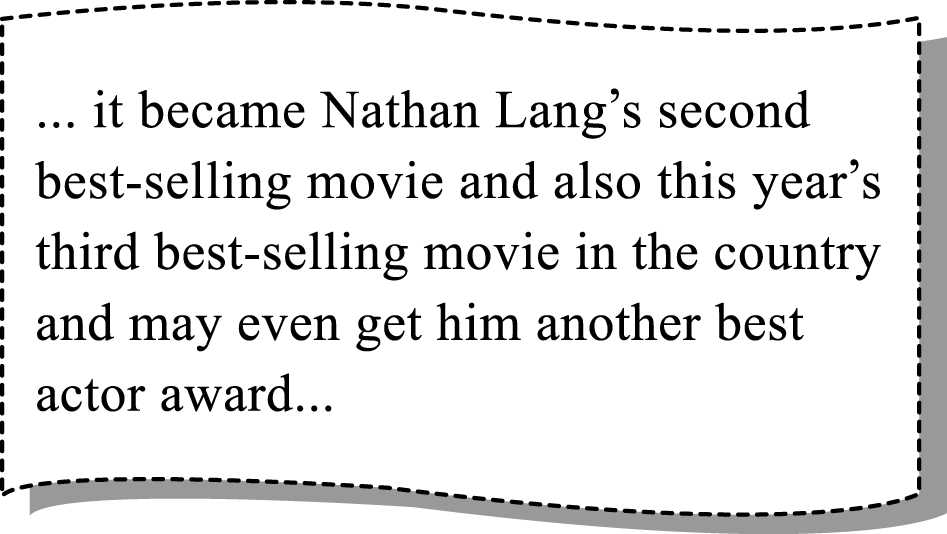 ... it became Nathan Lang’s second
best-selling movie and also this year’s
third best-selling movie in the country
and may even get him another best
actor award...